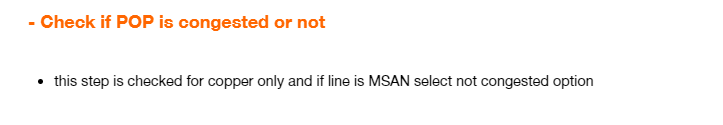 - Check if POP is congested or not
• this step is checked for copper only and if line is MSAN select not congested option